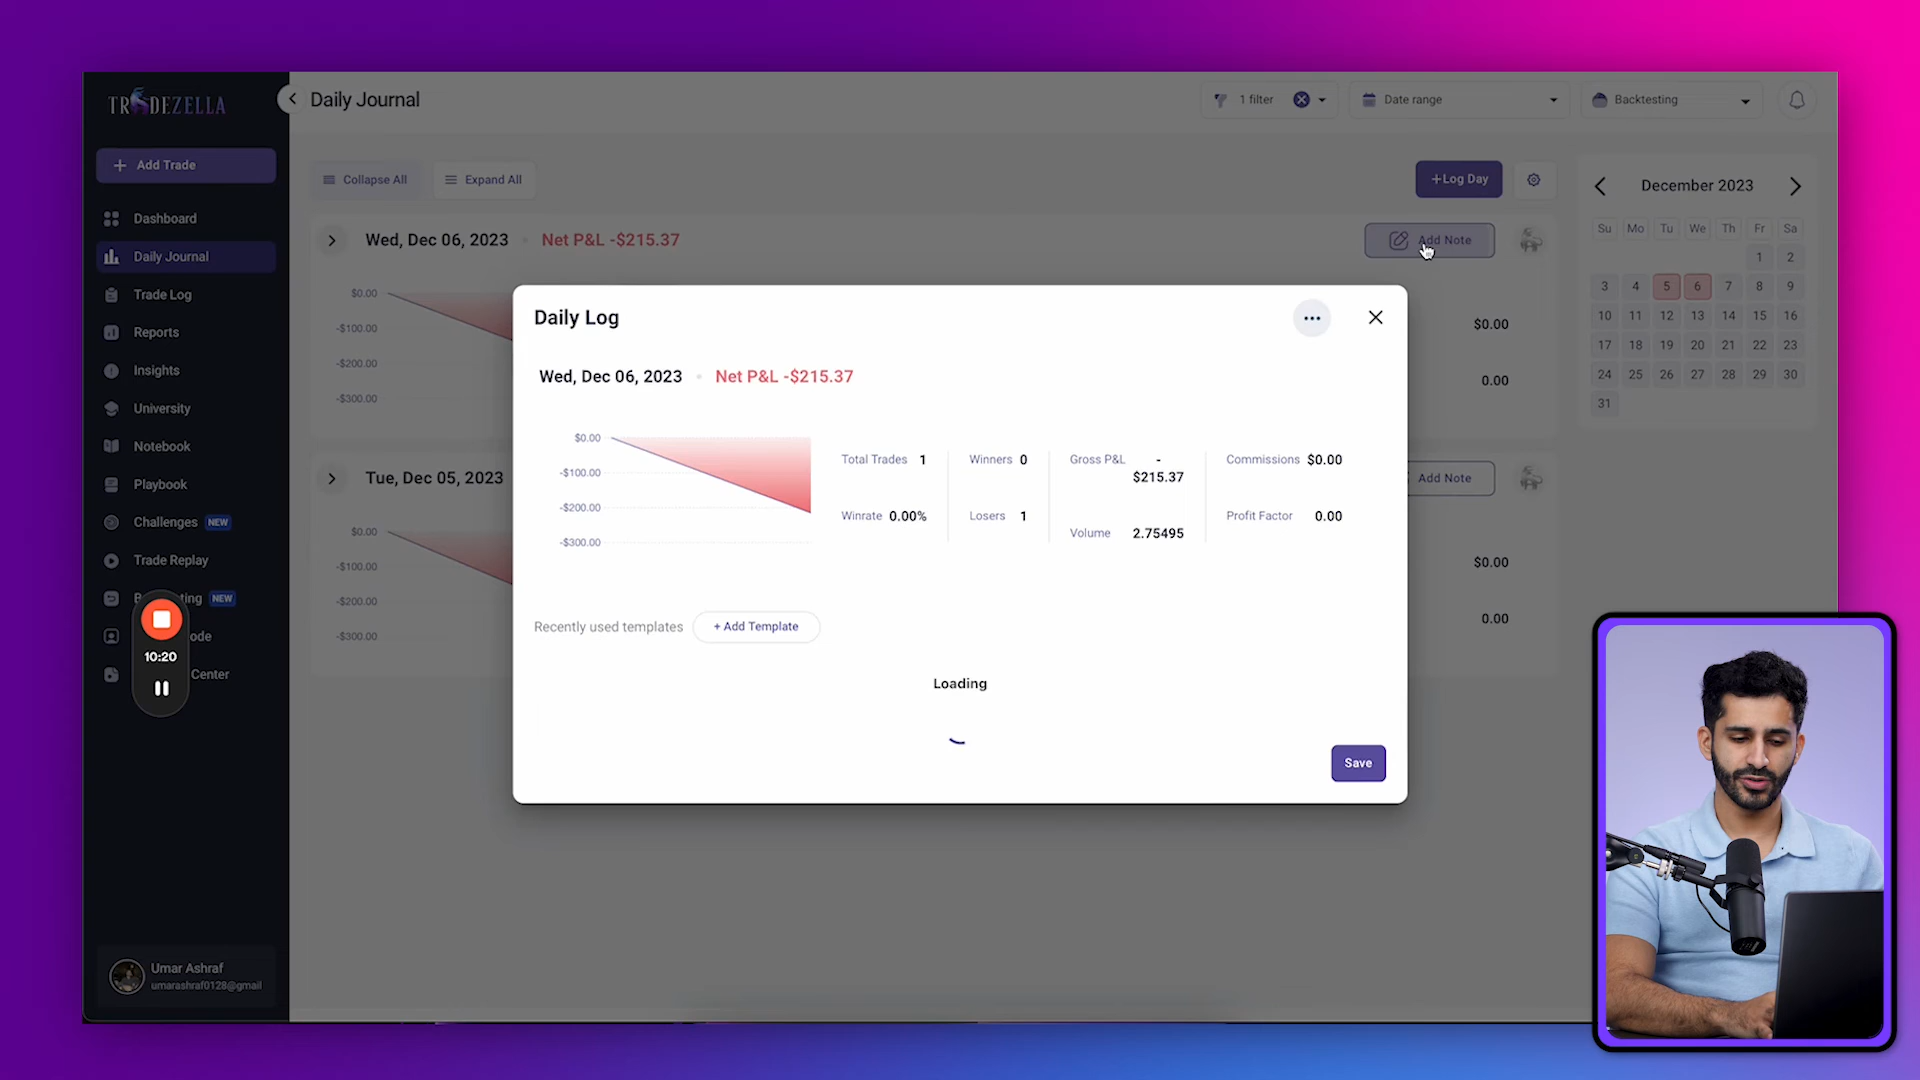 TRADEZELLA
Daily Journal
1 filter
Date range
Backtesting
+ Add Trade
Collapse All
Expand All
+Log Day
December 2023
Su Mo Tu We Th Fr Sa
1 2
3 4 5 6 7 8 9
10 11 12 13 14 15 16
17 18 19 20 21 22 23
24 25 26 27 28 29 30
31
Dashboard
Daily Journal
Trade Log
Reports
Insights
University
Notebook
Playbook
Challenges NEW
Trade Replay
NEW
Center
10:20
Umar Ashraf
umarashraf0128@gmail
Wed, Dec 06, 2023 Net P&L -$215.37
Add Note
$0.00
-$100.00
-$200.00
-$300.00
$0.00
0.00
Tue, Dec 05, 2023
Add Note
$0.00
-$100.00
-$200.00
-$300.00
$0.00
0.00
Daily Log
Wed, Dec 06, 2023 Net P&L -$215.37
$0.00
-$100.00
-$200.00
-$300.00
Total Trades 1
Winners 0
Gross P&L -
$215.37
Commissions $0.00
Winrate 0.00%
Losers 1
Volume 2.75495
Profit Factor 0.00
Recently used templates
+ Add Template
Loading
Save